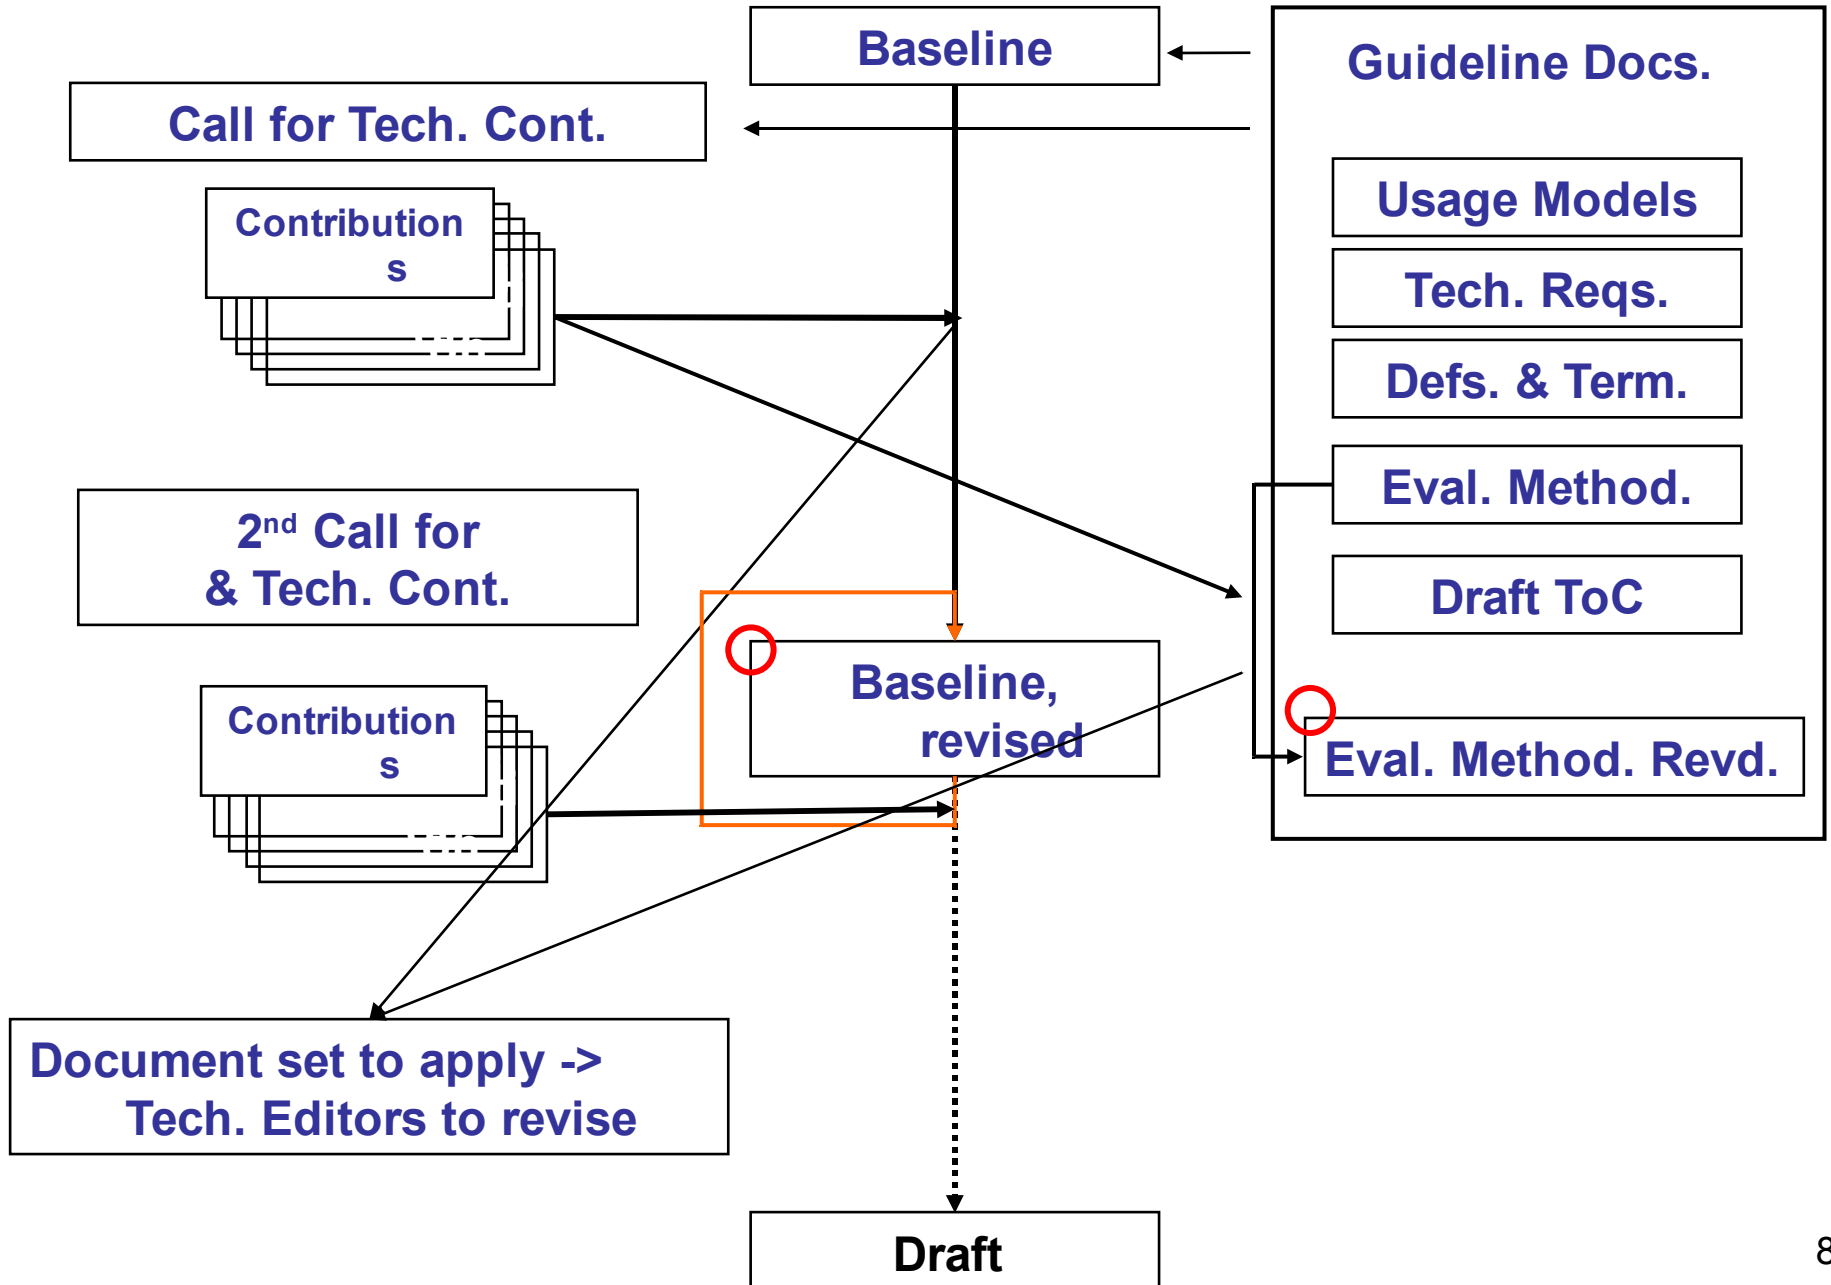 Baseline
Guideline Docs.
Call for Tech. Cont.
Usage Models
Contribution
s
Tech. Reqs.
Defs. & Term.
Eval. Method.
2nd Call for
& Tech. Cont.
Draft ToC
Baseline,
revised
Contribution
s
Eval. Method. Revd.
Document set to apply ->
Tech. Editors to revise
Draft
8